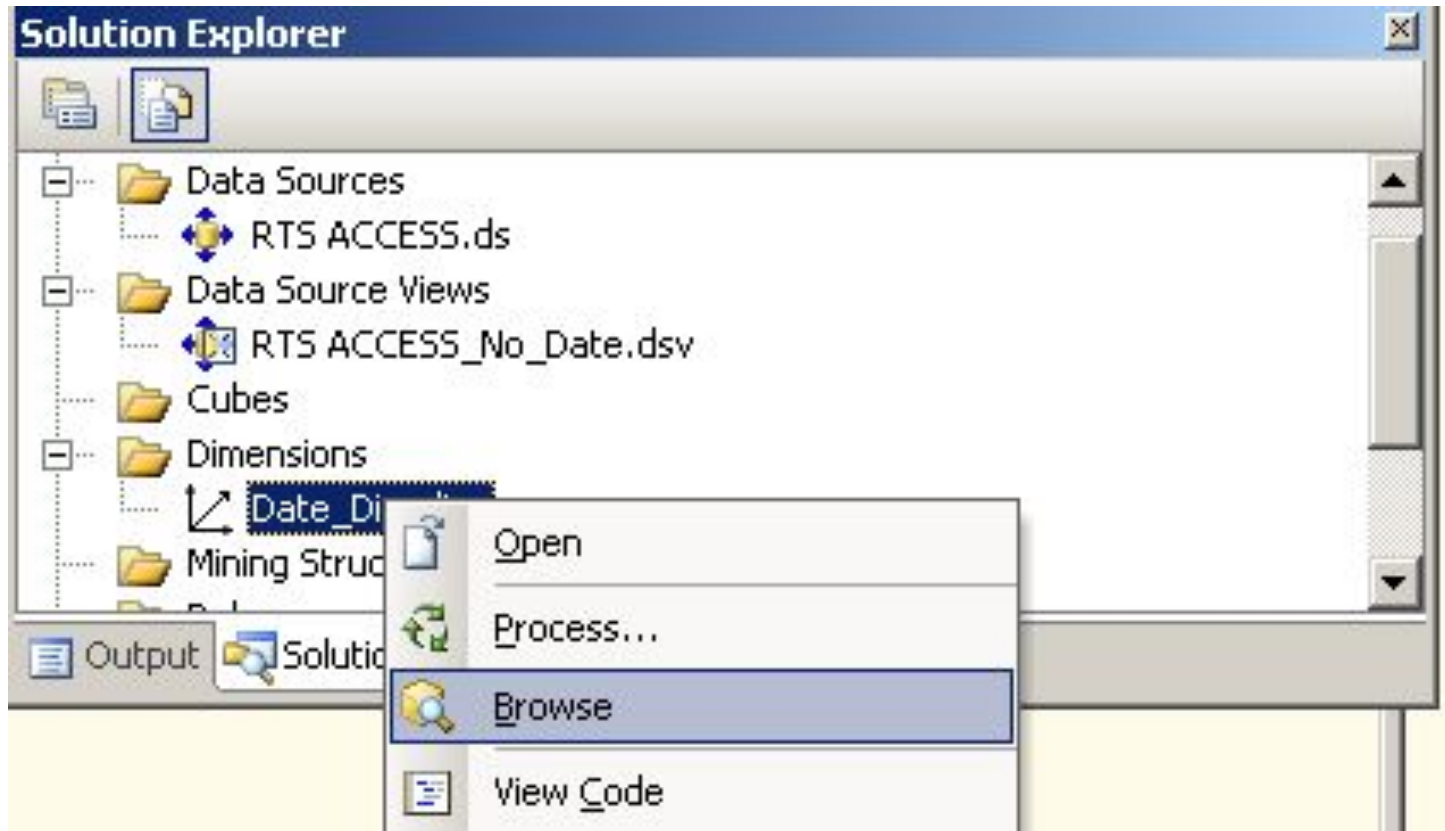 Solution Explorer
Data Sources
RTS ACCESS.ds
Data Source Views
RTS ACCESS_No_Date.dsv
Cubes
Dimensions
Mining
Output
Open
Process...
Browse
View Code